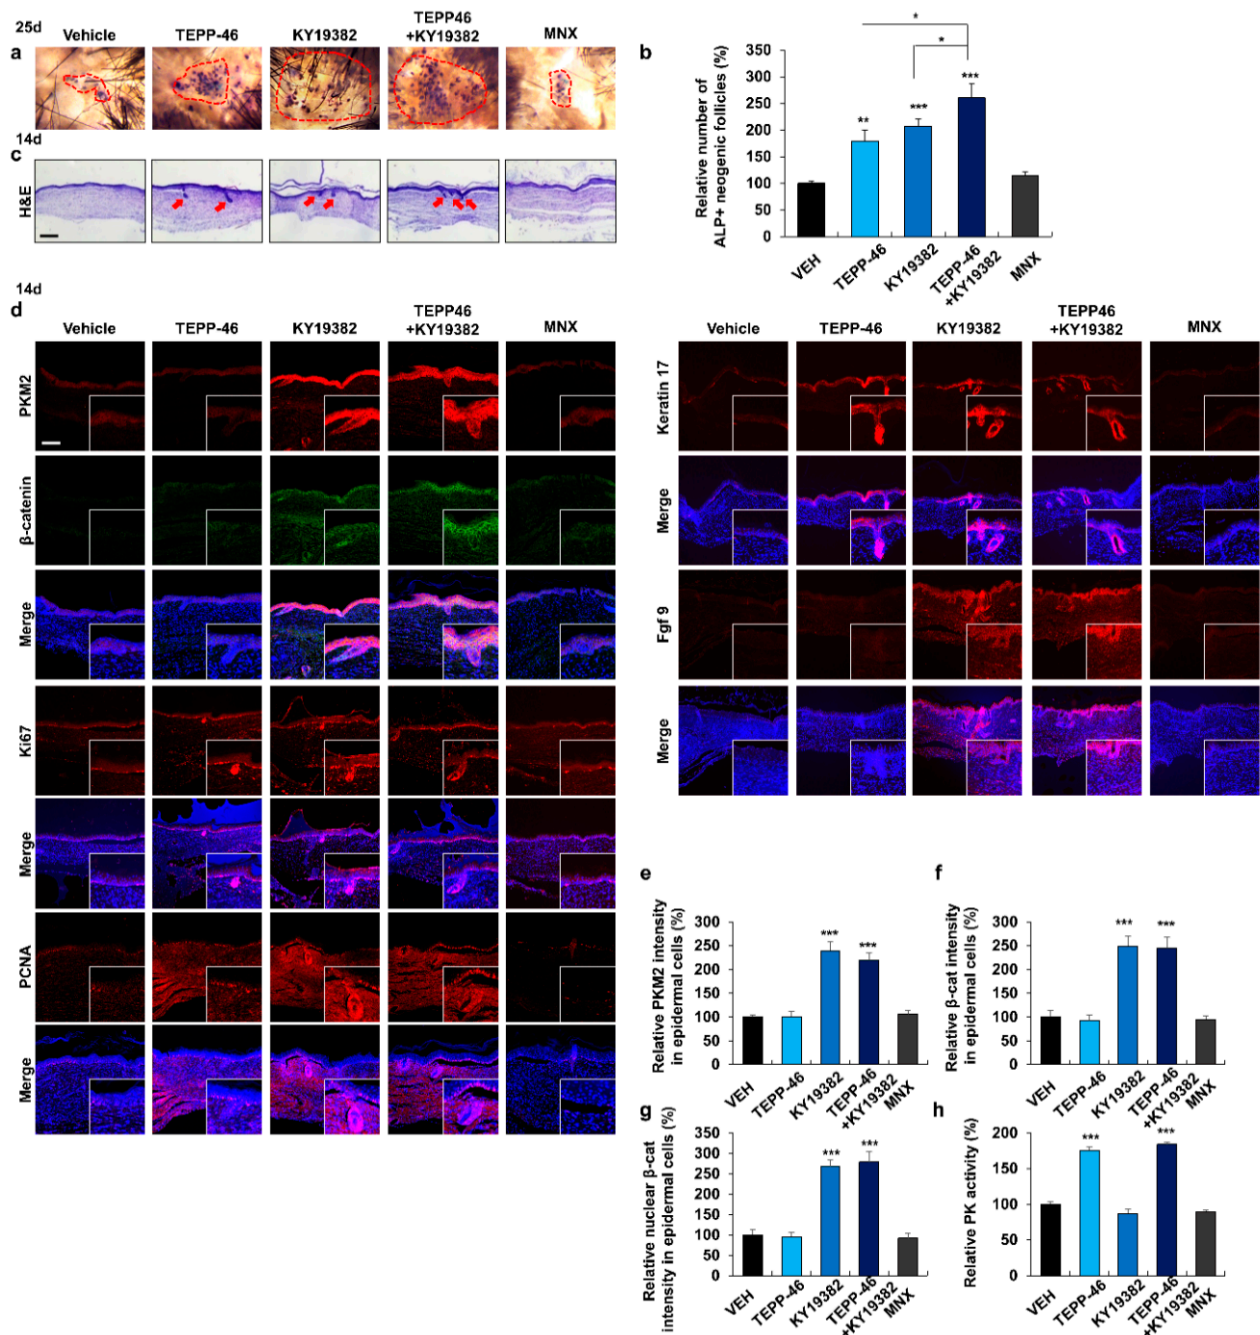 25d
a
Vehicle
TEPP-46
KY19382
TEPP46
+KY19382
MNX
14d
c
H&E
b
Relative number of
ALP+ neogenic follicles (%)
350
300
250
200
150
100
50
0
*
*
**
***
***
VEH
TEPP-46
KY19382
TEPP-46
+KY19382
MNX
14d
d
Vehicle
TEPP-46
KY19382
TEPP46
+KY19382
MNX
PKM2
β-catenin
Merge
Ki67
Merge
PCNA
Merge
Vehicle
TEPP-46
KY19382
TEPP46
+KY19382
MNX
Keratin 17
Merge
Fgf 9
Merge
e
Relative PKM2 intensity
in epidermal cells (%)
300
250
200
150
100
50
0
***
***
VEH
TEPP-46
KY19382
TEPP-46
+KY19382
MNX
f
Relative β-cat intensity
in epidermal cells (%)
300
250
200
150
100
50
0
***
***
VEH
TEPP-46
KY19382
TEPP-46
+KY19382
MNX
g
Relative nuclear β-cat
intensity in epidermal cells (%)
350
300
250
200
150
100
50
0
***
***
VEH
TEPP-46
KY19382
TEPP-46
+KY19382
MNX
h
Relative PK activity (%)
200
150
100
50
0
***
***
VEH
TEPP-46
KY19382
TEPP-46
+KY19382
MNX